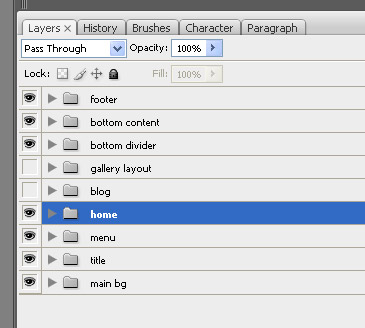 Layers × History Brushes Character Paragraph
Pass Through Opacity: 100%
Lock: Fill: 100%
footer
bottom content
bottom divider
gallery layout
blog
home
menu
title
main bg